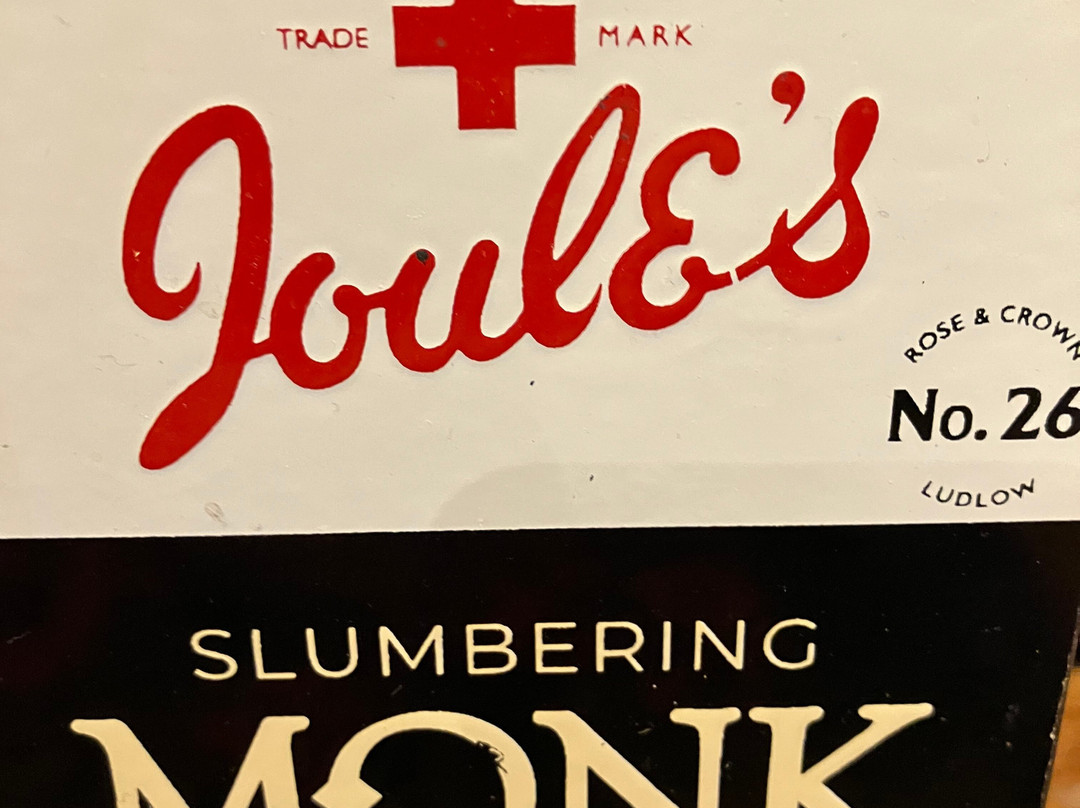 TRADE MARK
Joule's
ROSE & CROWN
No. 26
LUDLOW
SLUMBERING
MONK